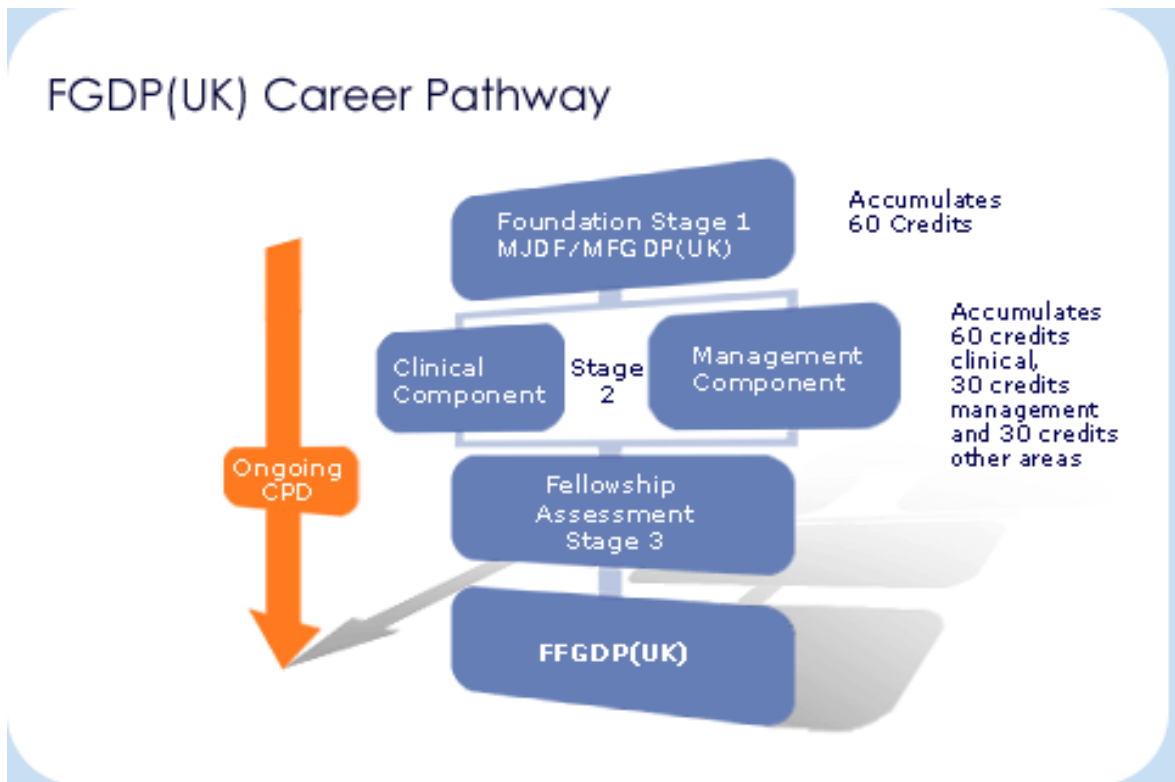 FGDP(UK) Career Pathway
Foundation Stage 1
MJDF/MFGDP(UK)
Accumulates
60 Credits
Clinical
Component
Stage
2
Management
Component
Accumulates
60 credits
clinical,
30 credits
management
and 30 credits
other areas
Ongoing
CPD
Fellowship
Assessment
Stage 3
FFGDP(UK)